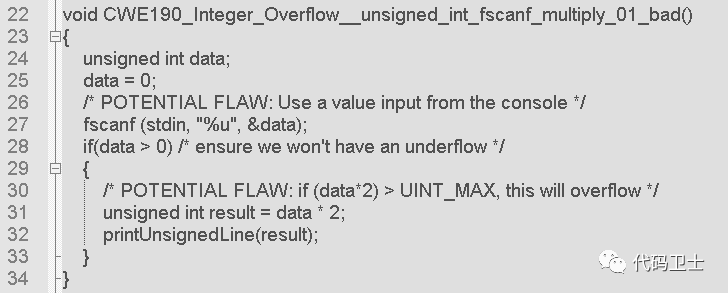 22 void CWE190_Integer_Overflow__unsigned_int_fscanf_multiply_01_bad()
23 {
24 unsigned int data;
25 data = 0;
26 /* POTENTIAL FLAW: Use a value input from the console */
27 fscanf (stdin, "%u", &data);
28 if(data > 0) /* ensure we won't have an underflow */
29 {
30 /* POTENTIAL FLAW: if (data*2) > UINT_MAX, this will overflow */
31 unsigned int result = data * 2;
32 printUnsignedLine(result);
33 }
34 }
代码卫士